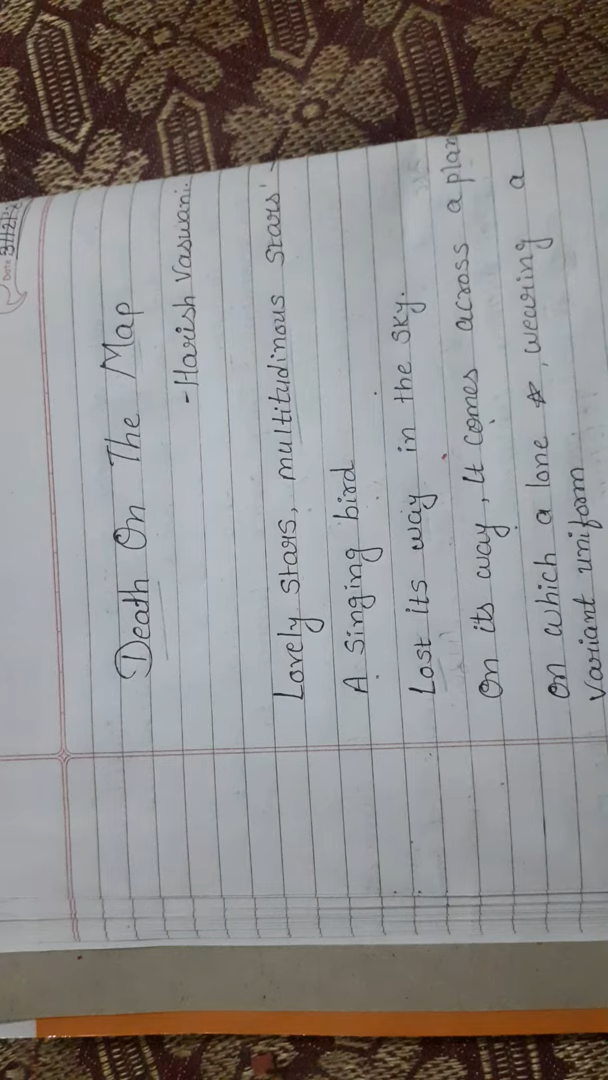 Date
Death On The Map
-Harish Vaswani.
Lovely stars, multitudinous stars'-
A singing bird
Lost its way in the sky.
On its way, It comes across a plan
on which a lone ☆, wearing a
variant uniform